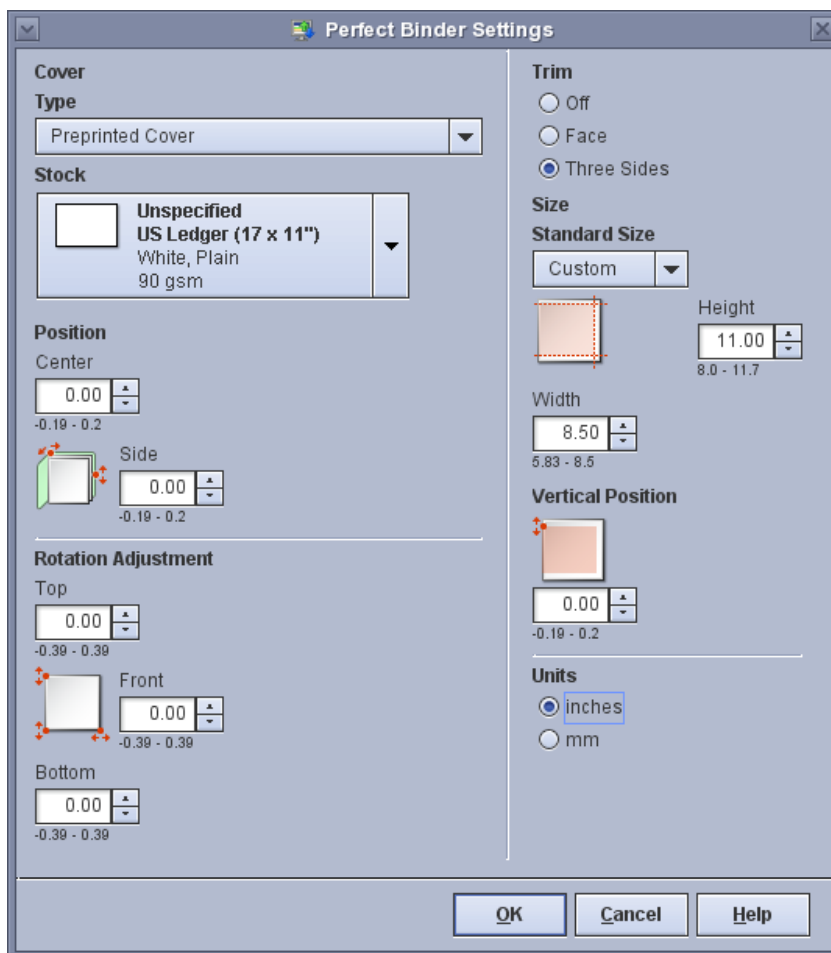 Perfect Binder Settings
Cover
Type
Preprinted Cover
Stock
Unspecified
US Ledger (17 x 11")
White, Plain
90 gsm
Position
Center
0.00
-0.19 - 0.2
Side
0.00
-0.19 - 0.2
Rotation Adjustment
Top
0.00
-0.39 - 0.39
Front
0.00
-0.39 - 0.39
Bottom
0.00
-0.39 - 0.39
Trim
Off
Face
Three Sides
Size
Standard Size
Custom
Height
11.00
8.0 - 11.7
Width
8.50
5.83 - 8.5
Vertical Position
0.00
-0.19 - 0.2
Units
inches
mm
OK
Cancel
Help